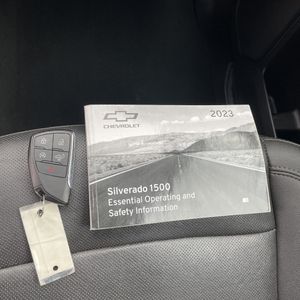 2023
CHEVROLET
Silverado 1500
Essential Operating and
Safety Information